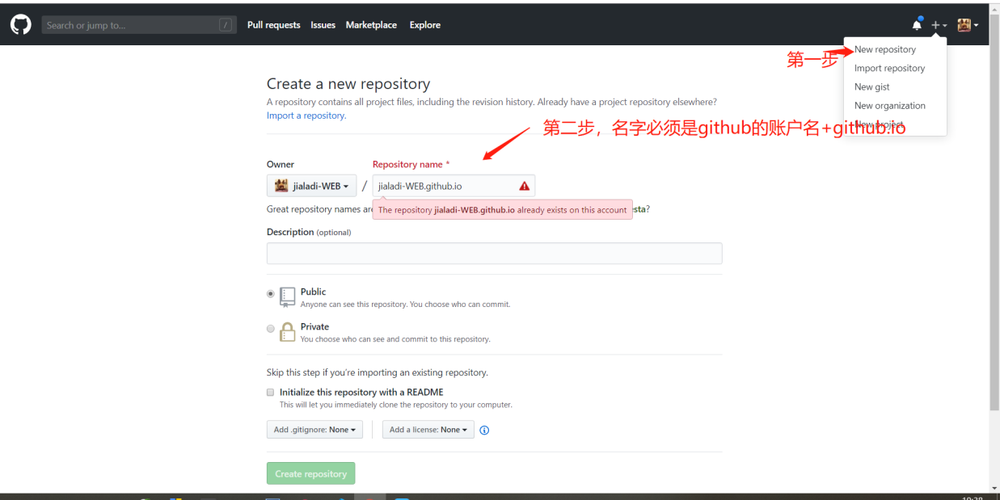 Search or jump to... /
Pull requests Issues Marketplace Explore
New repository
第一步
Import repository
New gist
New organization
New project
Create a new repository
A repository contains all project files, including the revision history. Already have a project repository elsewhere?
Import a repository.
第二步，名字必须是github的账户名+github.io
Owner Repository name *
jialadi-WEB / jialadi-WEB.github.io
The repository jialadi-WEB.github.io already exists on this account
Great repository names are sta?
Description (optional)
Public
Anyone can see this repository. You choose who can commit.
Private
You choose who can see and commit to this repository.
Skip this step if you're importing an existing repository.
Initialize this repository with a README
This will let you immediately clone the repository to your computer.
Add .gitignore: None Add a license: None
Create repository